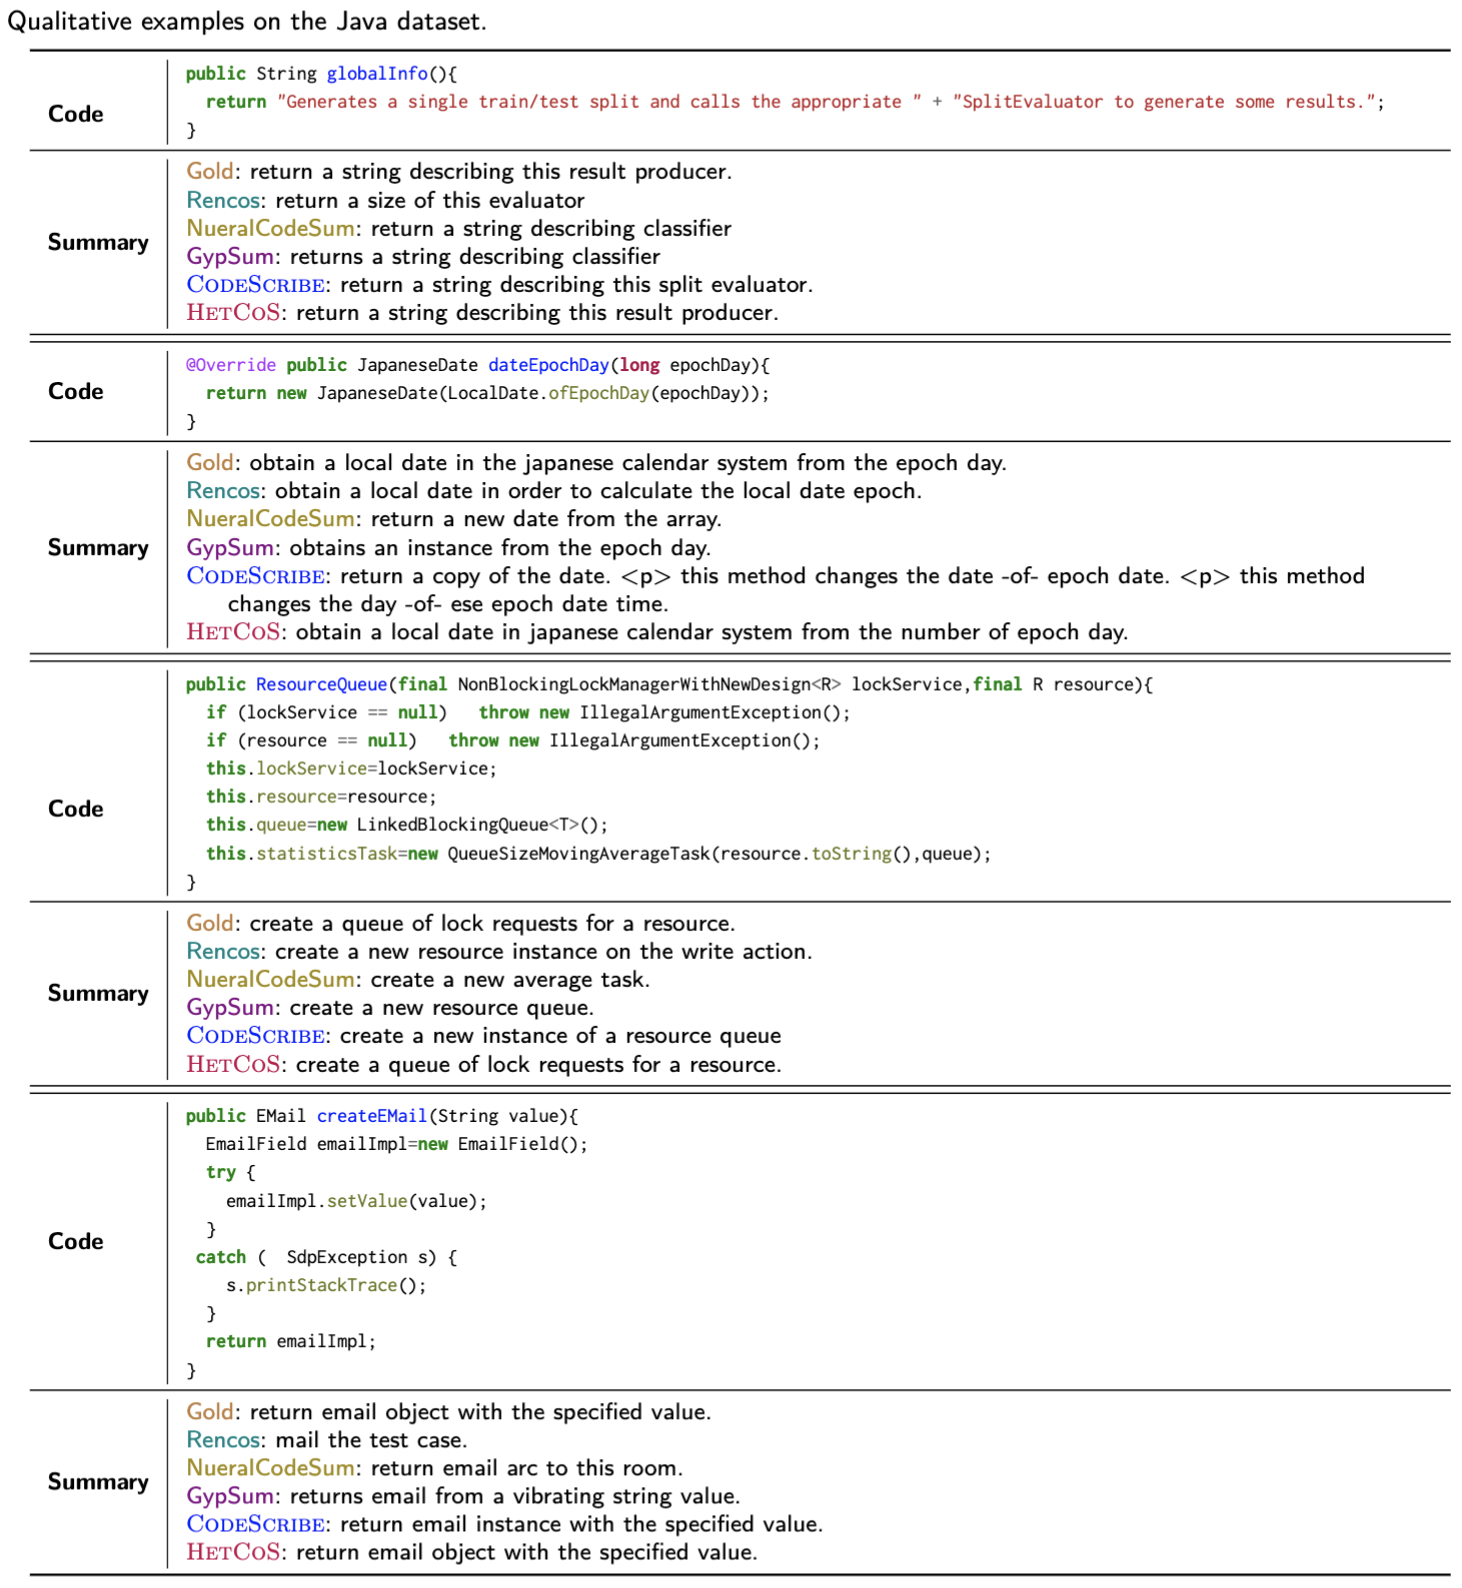 Qualitative examples on the Java dataset.
Code
public String globalInfo(){
return "Generates a single train/test split and calls the appropriate " + "SplitEvaluator to generate some results.";
}
Summary
Gold: return a string describing this result producer.
Rencos: return a size of this evaluator
NueralCodeSum: return a string describing classifier
GypSum: returns a string describing classifier
CODESCRIBE: return a string describing this split evaluator.
HETCOS: return a string describing this result producer.
Code
@Override public JapaneseDate dateEpochDay(long epochDay){
return new JapaneseDate(LocalDate.ofEpochDay(epochDay));
}
Summary
Gold: obtain a local date in the japanese calendar system from the epoch day.
Rencos: obtain a local date in order to calculate the local date epoch.
NueralCodeSum: return a new date from the array.
GypSum: obtains an instance from the epoch day.
CODESCRIBE: return a copy of the date. <p> this method changes the date -of- epoch date. <p> this method
changes the day -of- ese epoch date time.
HETCOS: obtain a local date in japanese calendar system from the number of epoch day.
Code
public ResourceQueue(final NonBlockingLockManagerWithNewDesign<R> lockService,final R resource){
if (lockService == null)   throw new IllegalArgumentException();
if (resource == null)   throw new IllegalArgumentException();
this.lockService=lockService;
this.resource=resource;
this.queue=new LinkedBlockingQueue<T>();
this.statisticsTask=new QueueSizeMovingAverageTask(resource.toString(),queue);
}
Summary
Gold: create a queue of lock requests for a resource.
Rencos: create a new resource instance on the write action.
NueralCodeSum: create a new average task.
GypSum: create a new resource queue.
CODESCRIBE: create a new instance of a resource queue
HETCOS: create a queue of lock requests for a resource.
Code
public EMail createEMail(String value){
EmailField emailImpl=new EmailField();
try {
emailImpl.setValue(value);
}
catch (  SdpException s) {
s.printStackTrace();
}
return emailImpl;
}
Summary
Gold: return email object with the specified value.
Rencos: mail the test case.
NueralCodeSum: return email arc to this room.
GypSum: returns email from a vibrating string value.
CODESCRIBE: return email instance with the specified value.
HETCOS: return email object with the specified value.